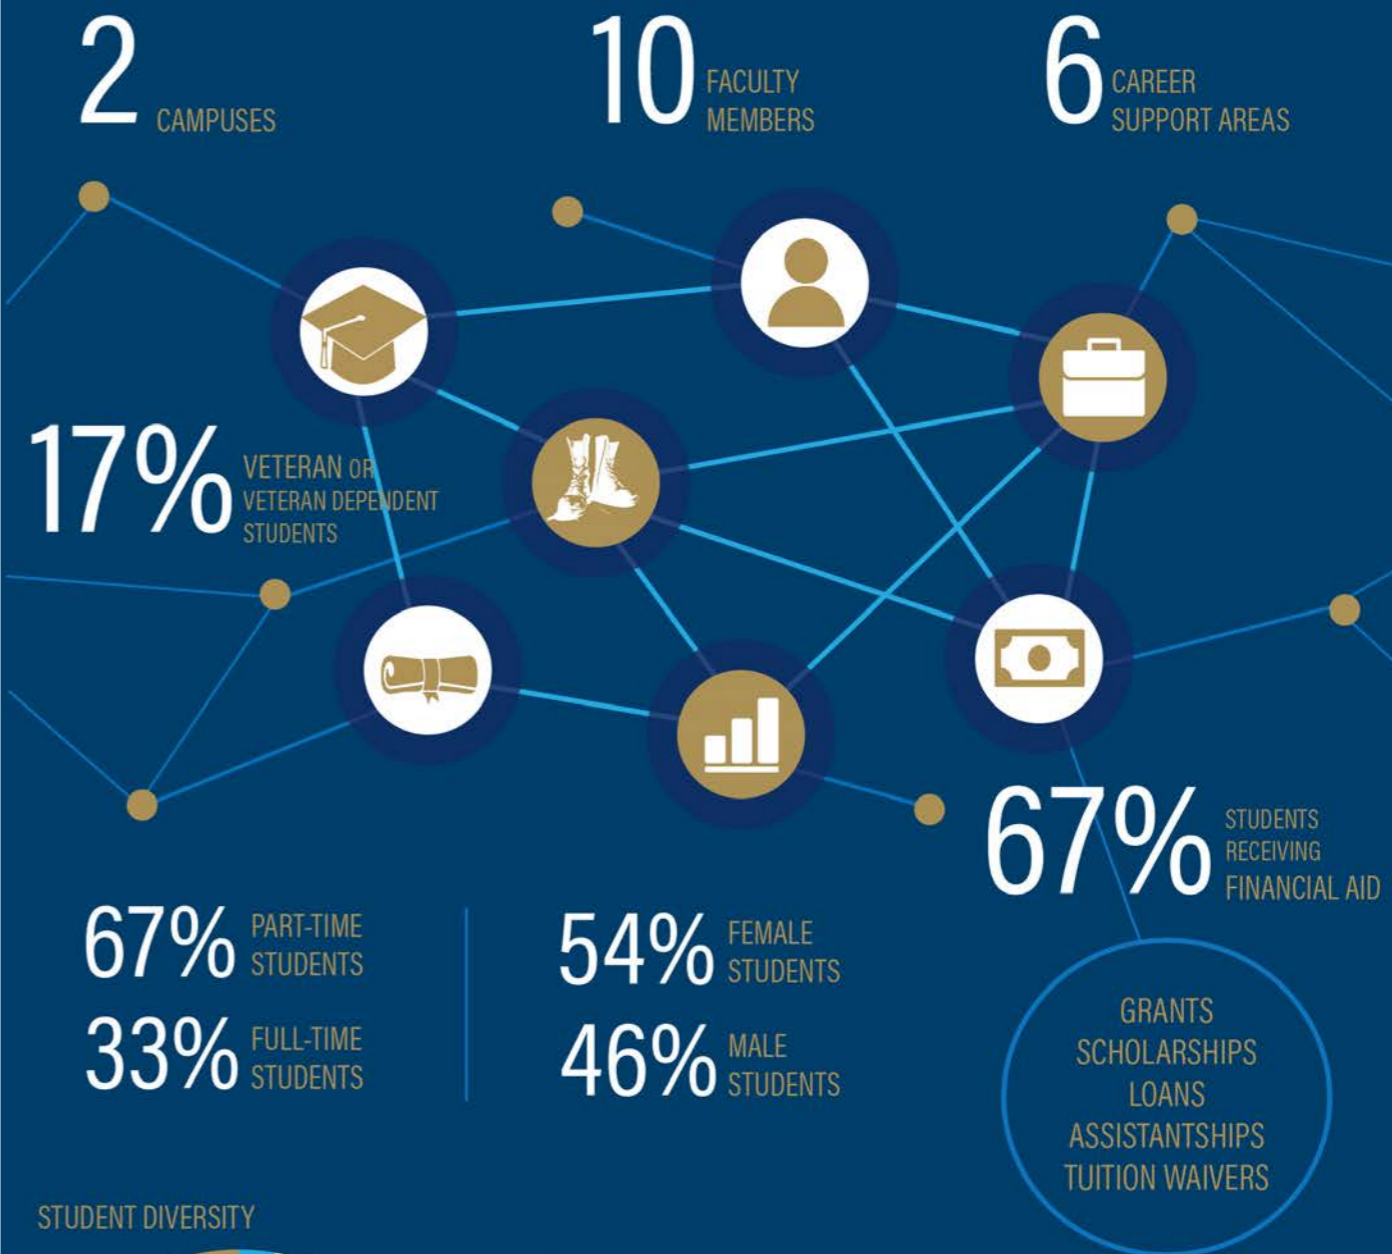 2 CAMPUSES
10 FACULTY
MEMBERS
6 CAREER
SUPPORT AREAS
17% VETERAN OR
VETERAN DEPENDENT
STUDENTS
67% STUDENTS
RECEIVING
FINANCIAL AID
67% PART-TIME
STUDENTS
33% FULL-TIME
STUDENTS
54% FEMALE
STUDENTS
46% MALE
STUDENTS
GRANTS
SCHOLARSHIPS
LOANS
ASSISTANTSHIPS
TUITION WAIVERS
STUDENT DIVERSITY